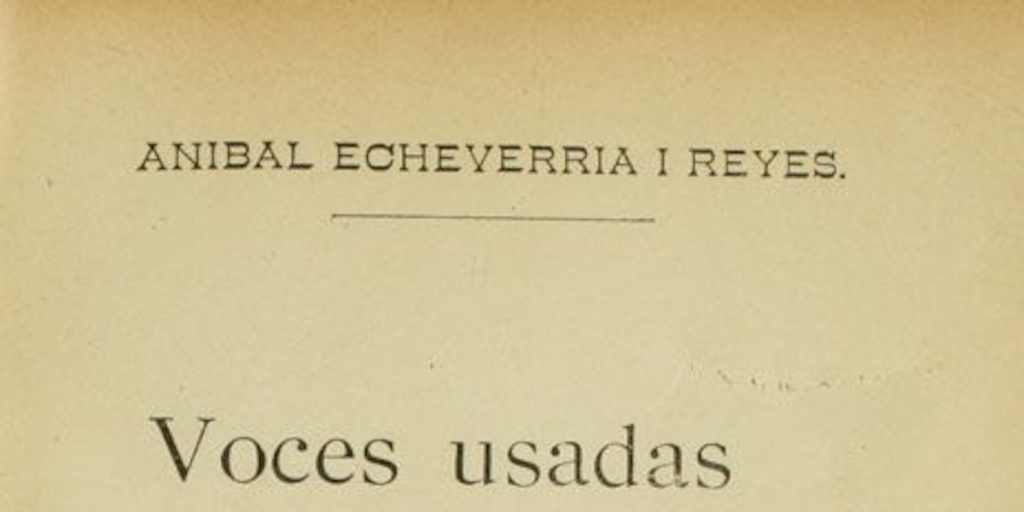 ANIBAL ECHEVERRIA I REYES.
Voces usadas